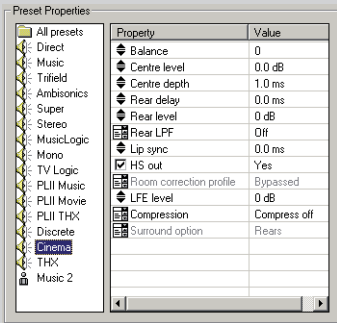 Preset Properties
All presets
Direct
Music
Trifield
Ambisonics
Super
Stereo
MusicLogic
Mono
TV Logic
PLII Music
PLII Movie
PLII THX
Discrete
Cinema
THX
Music 2
Property Value
Balance 0
Centre level 0.0 dB
Centre depth 1.0 ms
Rear delay 0.0 ms
Rear level 0 dB
Rear LPF Off
Lip sync 0.0 ms
HS out Yes
Room correction profile Bypassed
LFE level 0 dB
Compression Compress off
Surround option Rears